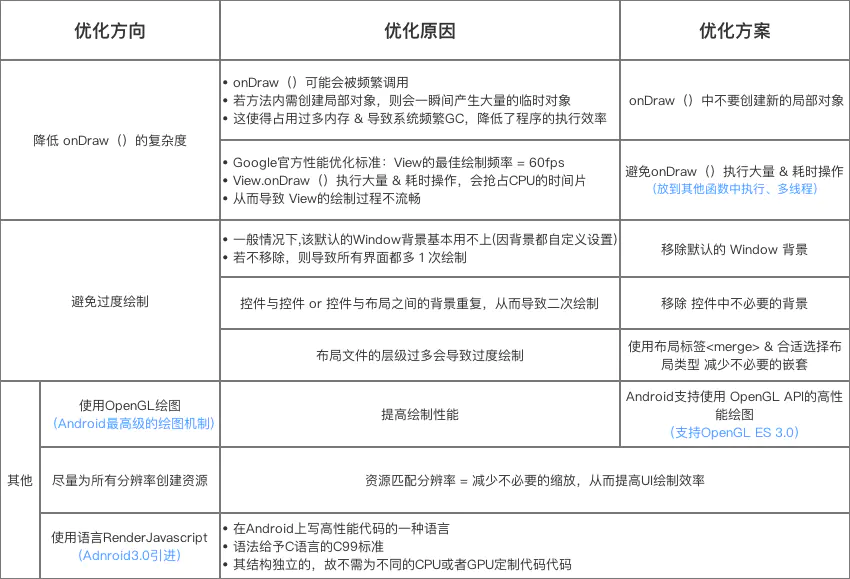 优化方向
优化原因
优化方案
降低 onDraw（）的复杂度
• onDraw（）可能会被频繁调用
• 若方法内需创建局部对象，则会一瞬间产生大量的临时对象
• 这使得占用过多内存 & 导致系统频繁GC，降低了程序的执行效率
onDraw（）中不要创建新的局部对象
• Google官方性能优化标准：View的最佳绘制频率 = 60fps
• View.onDraw（）执行大量 & 耗时操作，会抢占CPU的时间片
• 从而导致 View的绘制过程不流畅
避免onDraw（）执行大量 & 耗时操作
（放到其他函数中执行、多线程）
避免过度绘制
• 一般情况下,该默认的Window背景基本用不上(因背景都自定义设置)
• 若不移除，则导致所有界面都多 1 次绘制
移除默认的 Window 背景
控件与控件 or 控件与布局之间的背景重复，从而导致二次绘制
移除 控件中不必要的背景
布局文件的层级过多会导致过度绘制
使用布局标签<merge> & 合适选择布
局类型 减少不必要的嵌套
其他
使用OpenGL绘图
（Android最高级的绘图机制）
提高绘制性能
Android支持使用 OpenGL API的高性
能绘图
（支持OpenGL ES 3.0）
尽量为所有分辨率创建资源
资源匹配分辨率 = 减少不必要的缩放，从而提高UI绘制效率
使用语言RenderJavascript
（Adnroid3.0引进）
• 在Android上写高性能代码的一种语言
• 语法给予C语言的C99标准
• 其结构独立的，故不需为不同的CPU或者GPU定制代码代码